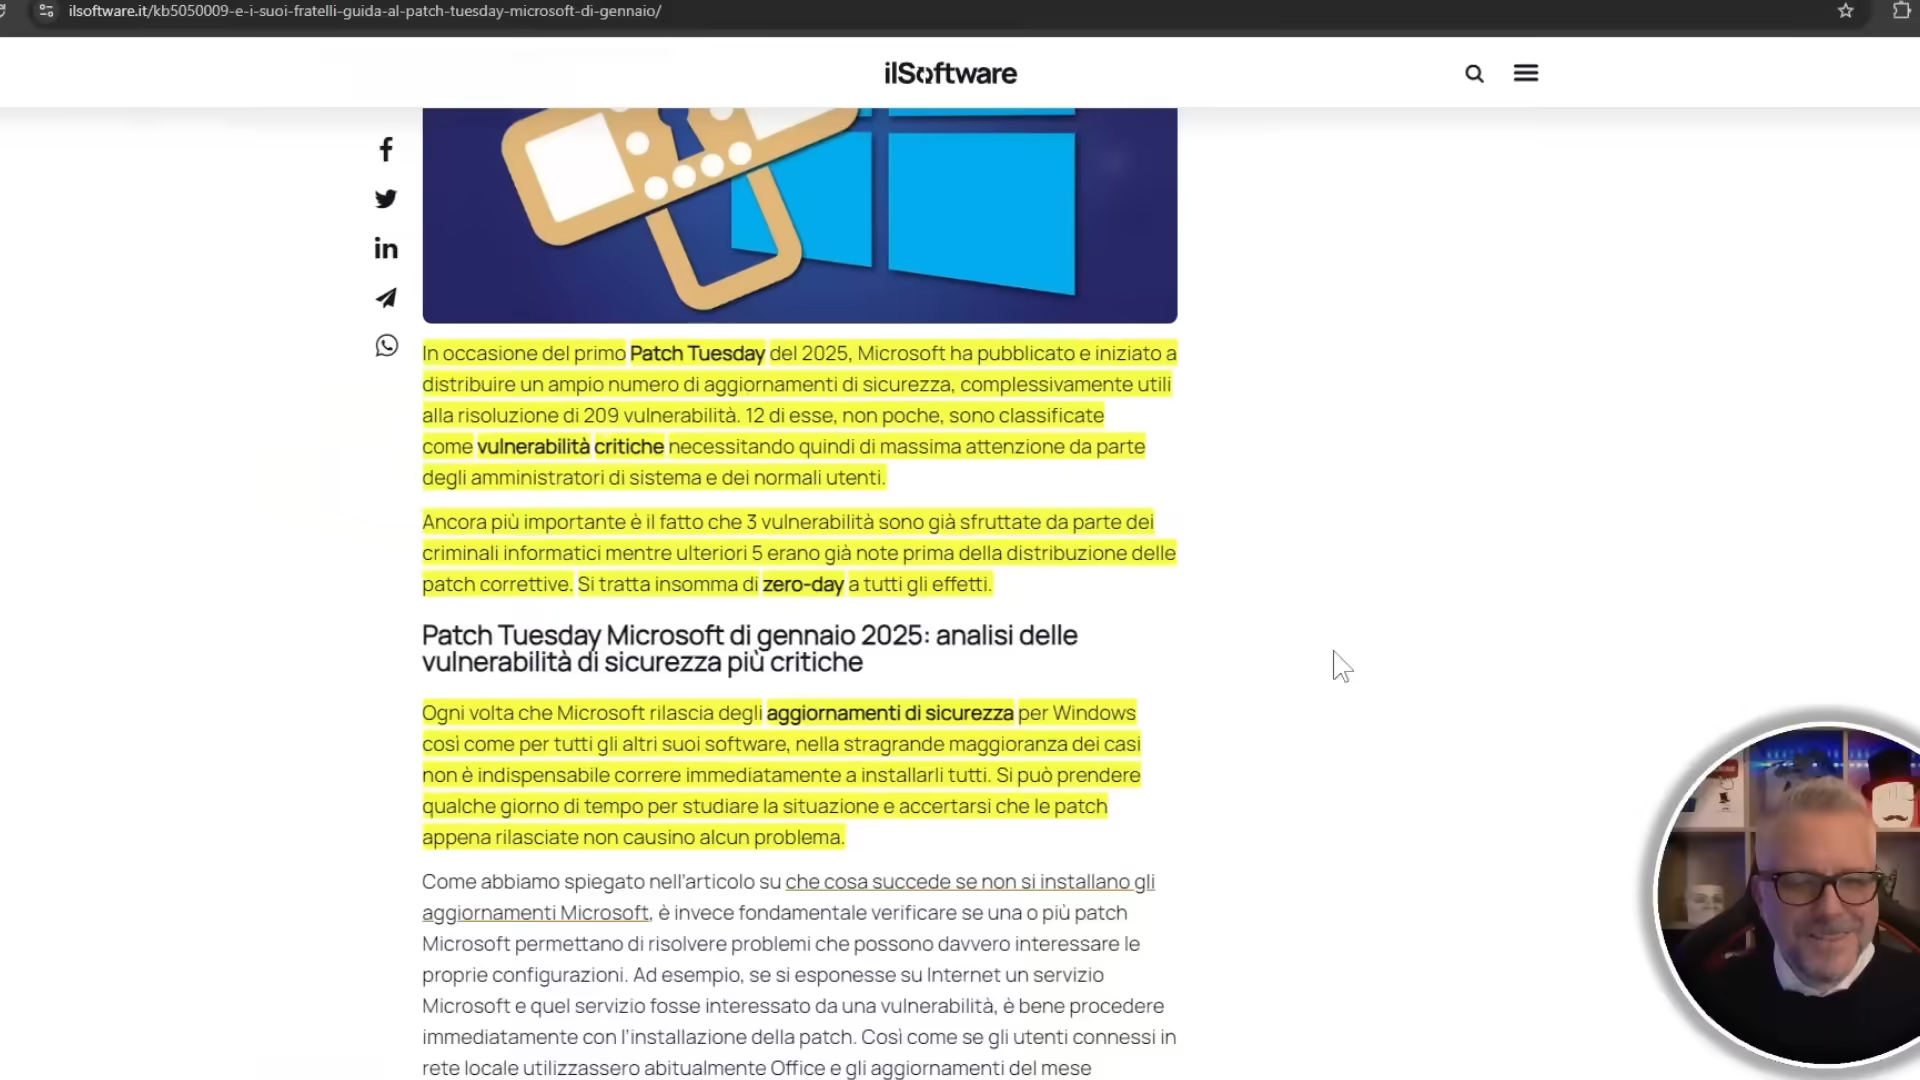 ilsoftware.it/kb5050009-e-i-suoi-fratelli-guida-al-patch-tuesday-microsoft-di-gennaio/
ilSoftware
In occasione del primo Patch Tuesday del 2025, Microsoft ha pubblicato e iniziato a
distribuire un ampio numero di aggiornamenti di sicurezza, complessivamente utili
alla risoluzione di 209 vulnerabilità. 12 di esse, non poche, sono classificate
come vulnerabilità critiche necessitando quindi di massima attenzione da parte
degli amministratori di sistema e dei normali utenti.
Ancora più importante è il fatto che 3 vulnerabilità sono già sfruttate da parte dei
criminali informatici mentre ulteriori 5 erano già note prima della distribuzione delle
patch correttive. Si tratta insomma di zero-day a tutti gli effetti.
Patch Tuesday Microsoft di gennaio 2025: analisi delle
vulnerabilità di sicurezza più critiche
Ogni volta che Microsoft rilascia degli aggiornamenti di sicurezza per Windows
così come per tutti gli altri suoi software, nella stragrande maggioranza dei casi
non è indispensabile correre immediatamente a installarli tutti. Si può prendere
qualche giorno di tempo per studiare la situazione e accertarsi che le patch
appena rilasciate non causino alcun problema.
Come abbiamo spiegato nell'articolo su che cosa succede se non si installano gli
aggiornamenti Microsoft, è invece fondamentale verificare se una o più patch
Microsoft permettano di risolvere problemi che possono davvero interessare le
proprie configurazioni. Ad esempio, se si esponesse su Internet un servizio
Microsoft e quel servizio fosse interessato da una vulnerabilità, è bene procedere
immediatamente con l'installazione della patch. Così come se gli utenti connessi in
rete locale utilizzassero abitualmente Office e gli aggiornamenti del mese